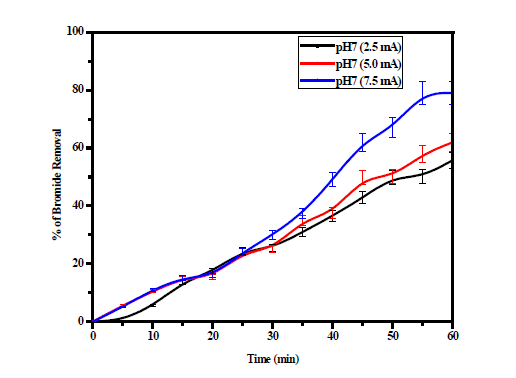 100
pH7 (2.5 mA)
pH7 (5.0 mA)
pH7 (7.5 mA)
80
60
40
20
0
% of Bromide Removal
0 10 20 30 40 50 60
Time (min)